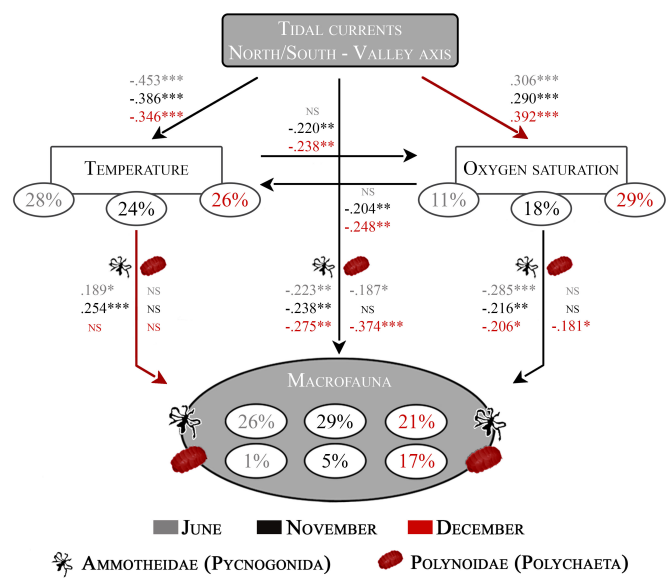 TIDAL CURRENTS
NORTH/SOUTH - VALLEY AXIS
-.453***
-.386***
-.346***
NS
-.220**
-.238**
.306***
.290***
.392***
TEMPERATURE
OXYGEN SATURATION
28%
24%
26%
NS
-.204**
-.248**
11%
18%
29%
.189* NS
.254*** NS
NS NS
-.223** -.187*
-.238** NS
-.275** -.374***
-.285*** NS
-.216** NS
-.206* -.181*
MACROFAUNA
26% 29% 21%
1% 5% 17%
JUNE NOVEMBER DECEMBER
AMMOTHEIDAE (PYCNOGONIDA) POLYNOIDAE (POLYCHAETA)